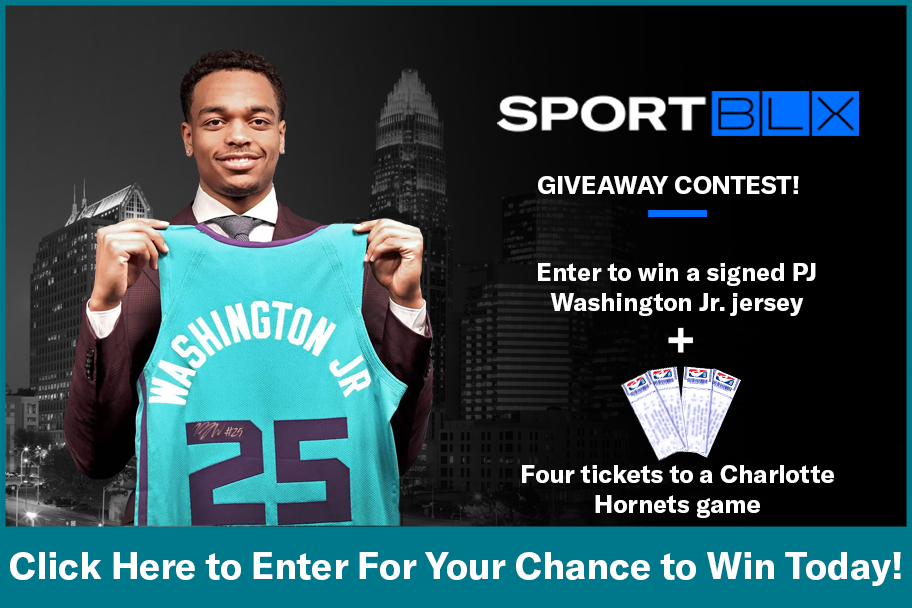 SPORTBLX
GIVEAWAY CONTEST!
Enter to win a signed PJ
Washington Jr. jersey
+
Four tickets to a Charlotte
Hornets game
WASHINGTON JR
#25
25
Click Here to Enter For Your Chance to Win Today!